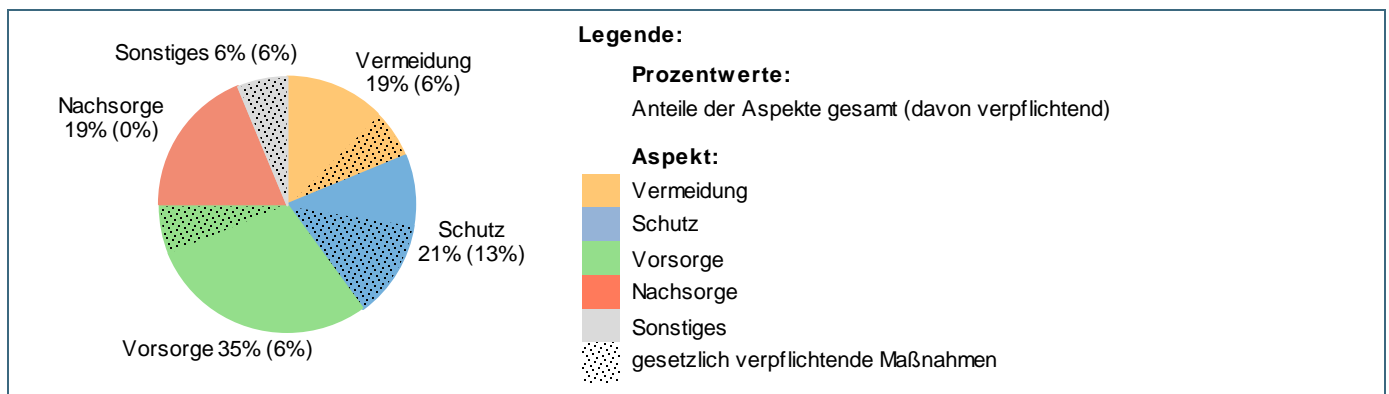 Sonstiges 6% (6%)
Vermeidung
19% (6%)
Nachsorge
19% (0%)
Schutz
21% (13%)
Vorsorge 35% (6%)
Legende:
Prozentwerte:
Anteile der Aspekte gesamt (davon verpflichtend)
Aspekt:
Vermeidung
Schutz
Vorsorge
Nachsorge
Sonstiges
gesetzlich verpflichtende Maßnahmen